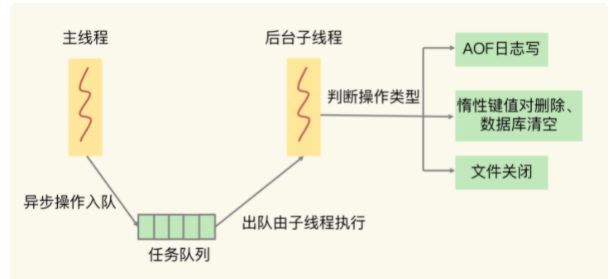 主线程
后台子线程
AOF日志写
判断操作类型
惰性键值对删除、
数据库清空
文件关闭
异步操作入队
出队由子线程执行
任务队列